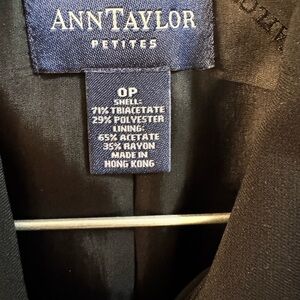 ANNTAYLOR
PETITES
0P
SHELL:
71% TRIACETATE
29% POLYESTER
LINING:
65% ACETATE
35% RAYON
MADE IN
HONG KONG